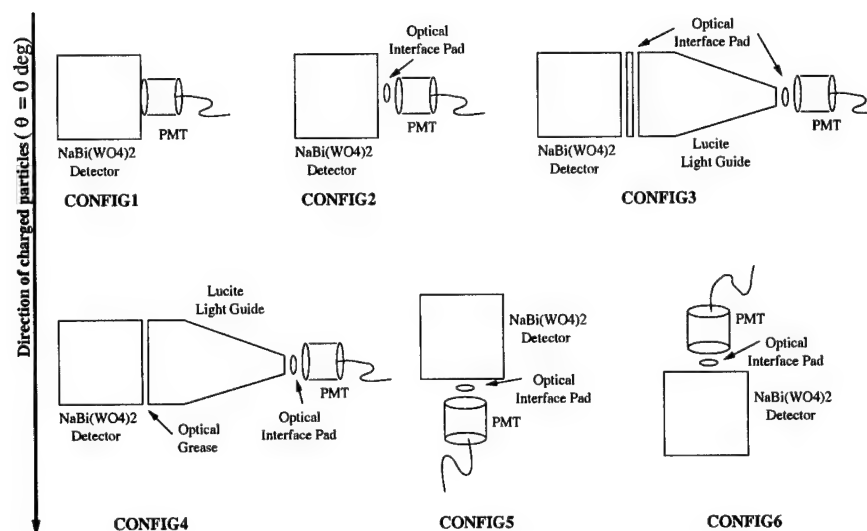 Direction of charged particles ( θ = 0 deg)
NaBi(WO4)2
Detector
PMT
CONFIG1
Optical
Interface Pad
NaBi(WO4)2
Detector
PMT
CONFIG2
Optical
Interface Pad
NaBi(WO4)2
Detector
Lucite
Light Guide
PMT
CONFIG3
Lucite
Light Guide
NaBi(WO4)2
Detector
Optical
Grease
Optical
Interface Pad
PMT
CONFIG4
NaBi(WO4)2
Detector
Optical
Interface Pad
PMT
CONFIG5
PMT
Optical
Interface Pad
NaBi(WO4)2
Detector
CONFIG6